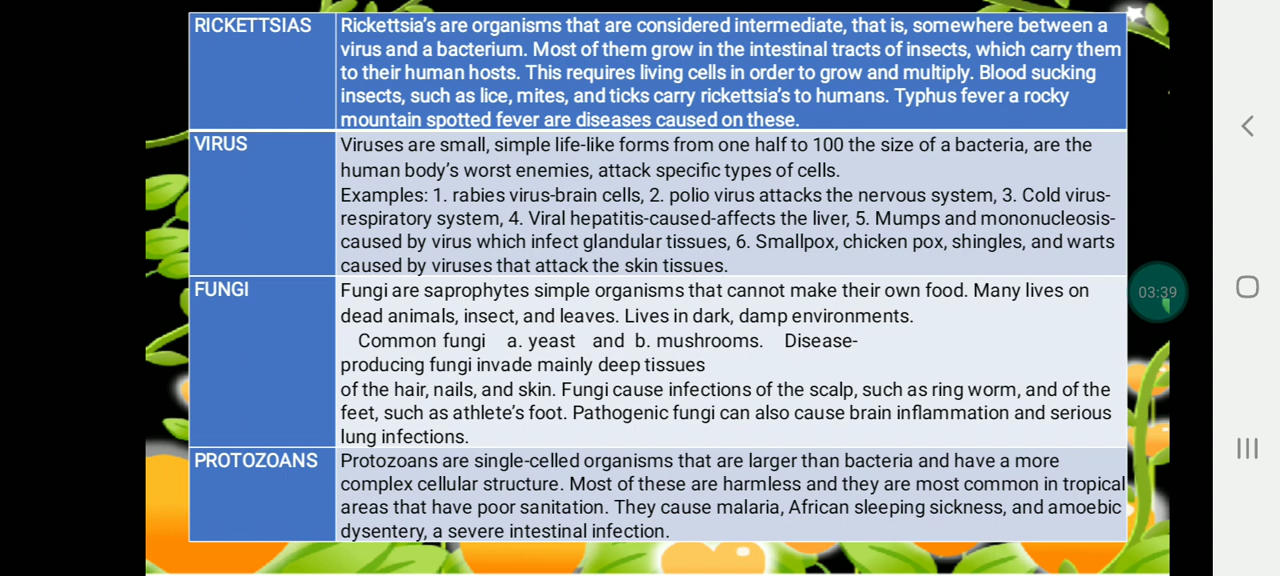 RICKETTSIAS
Rickettsia's are organisms that are considered intermediate, that is, somewhere between a
virus and a bacterium. Most of them grow in the intestinal tracts of insects, which carry them
to their human hosts. This requires living cells in order to grow and multiply. Blood sucking
insects, such as lice, mites, and ticks carry rickettsia's to humans. Typhus fever a rocky
mountain spotted fever are diseases caused on these.
VIRUS
Viruses are small, simple life-like forms from one half to 100 the size of a bacteria, are the
human body's worst enemies, attack specific types of cells.
Examples: 1. rabies virus-brain cells, 2. polio virus attacks the nervous system, 3. Cold virus-
respiratory system, 4. Viral hepatitis-caused-affects the liver, 5. Mumps and mononucleosis-
caused by virus which infect glandular tissues, 6. Smallpox, chicken pox, shingles, and warts
caused by viruses that attack the skin tissues.
FUNGI
Fungi are saprophytes simple organisms that cannot make their own food. Many lives on
dead animals, insect, and leaves. Lives in dark, damp environments.
Common fungi a. yeast and b. mushrooms. Disease-
producing fungi invade mainly deep tissues
of the hair, nails, and skin. Fungi cause infections of the scalp, such as ring worm, and of the
feet, such as athlete's foot. Pathogenic fungi can also cause brain inflammation and serious
lung infections.
PROTOZOANS
Protozoans are single-celled organisms that are larger than bacteria and have a more
complex cellular structure. Most of these are harmless and they are most common in tropical
areas that have poor sanitation. They cause malaria, African sleeping sickness, and amoebic
dysentery, a severe intestinal infection.
03:39